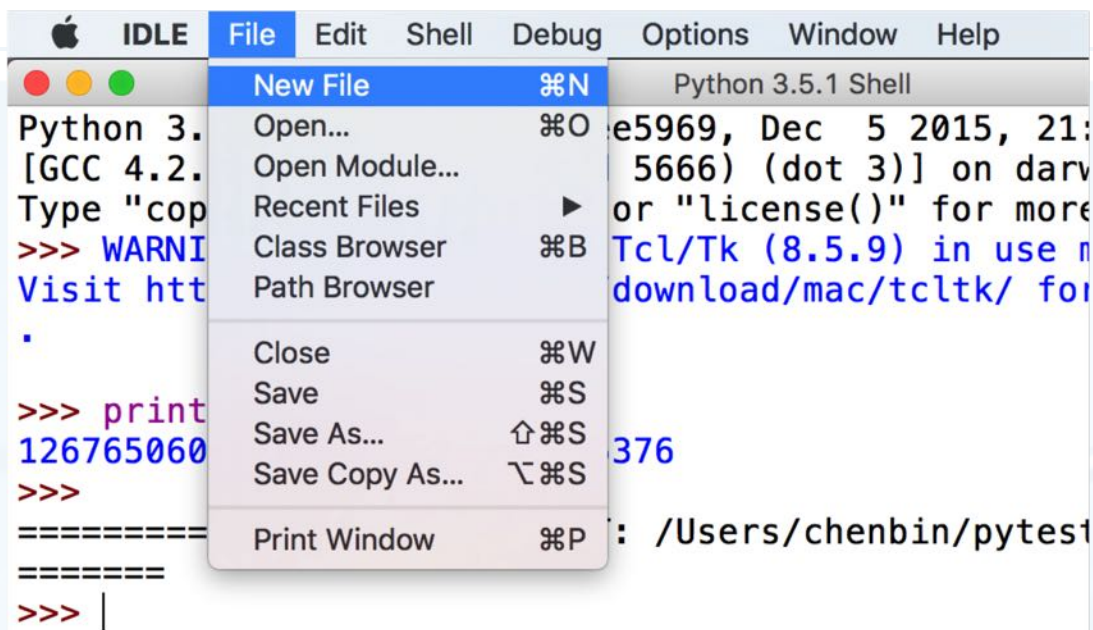 IDLE File Edit Shell Debug Options Window Help
New File ⌘N
Python 3.5.1 Shell
Open... ⌘O
Open Module...
Recent Files ▶
Class Browser ⌘B
Path Browser
Close ⌘W
Save ⌘S
Save As... ⇧⌘S
Save Copy As... ⌥⌘S
Print Window ⌘P
Python 3. e5969, Dec 5 2015, 21:
[GCC 4.2. 5666) (dot 3)] on darw
Type "cop or "license()" for more
>>> WARNI Tcl/Tk (8.5.9) in use
Visit htt download/mac/tcltk/ for
.
>>> print
126765060 376
>>>
========= : /Users/chenbin/pytest
=======
>>>